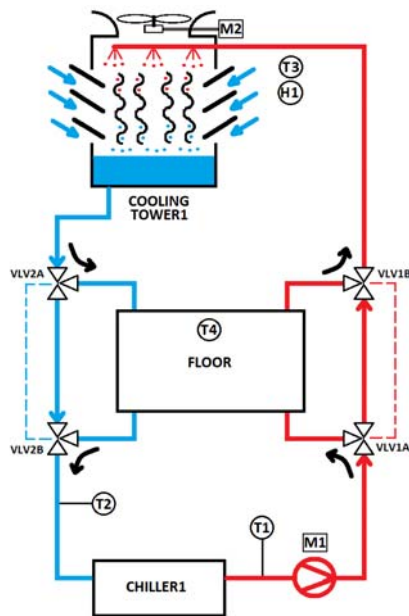 M2
T3
H1
COOLING
TOWER1
VLV2A
VLV1B
T4
FLOOR
VLV2B
VLV1A
T2
T1
M1
CHILLER1